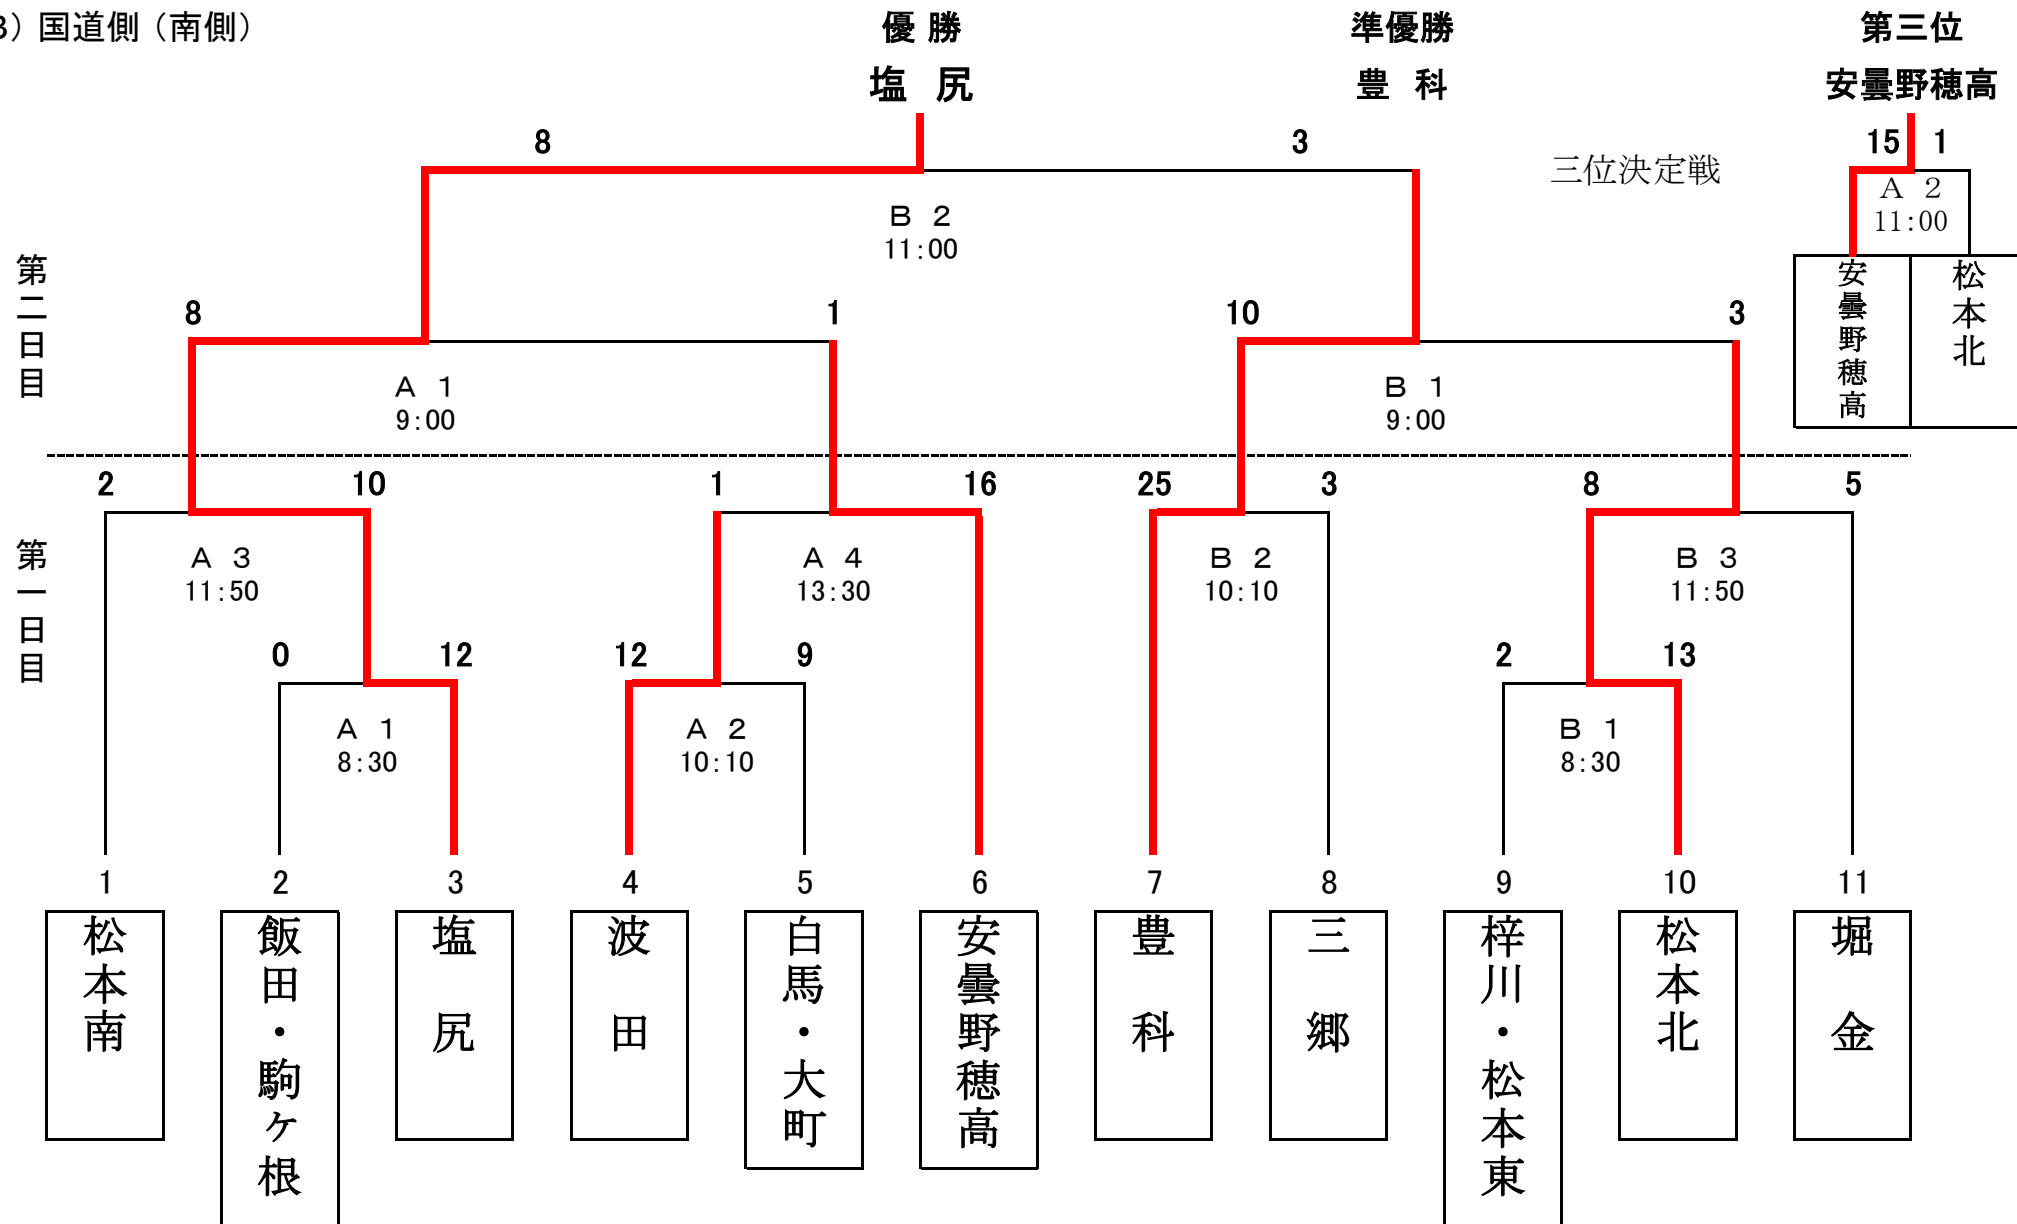 3）国道側（南側）
優 勝
準優勝
第三位
塩 尻
豊 科
安曇野穂高
8
3
15 1
三位決定戦
A 2
11:00
B 2
11:00
安曇野穂高
松本北
第二日目
8
1
10
3
A 1
9:00
B 1
9:00
2
10
1
16
25
3
8
5
第一日目
A 3
11:50
A 4
13:30
B 2
10:10
B 3
11:50
0
12
12
9
2
13
A 1
8:30
A 2
10:10
B 1
8:30
1
2
3
4
5
6
7
8
9
10
11
松本南
飯田・駒ヶ根
塩尻
波田
白馬・大町
安曇野穂高
豊科
三郷
梓川・松本東
松本北
堀金